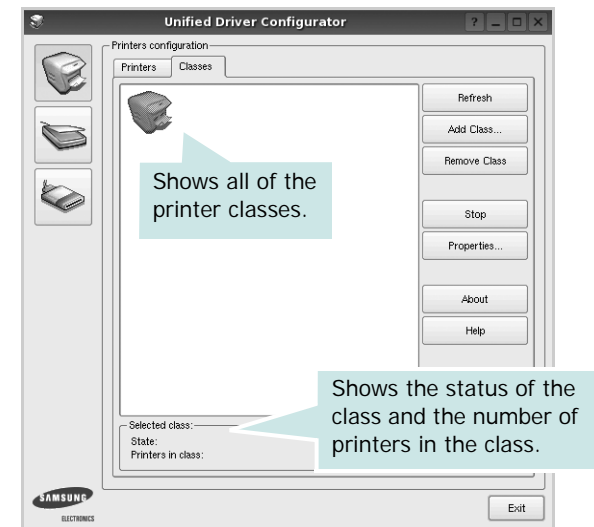 Unified Driver Configurator
Printers configuration
Printers Classes
Refresh
Add Class...
Remove Class
Shows all of the
printer classes.
Stop
Properties...
About
Help
Shows the status of the
class and the number of
printers in the class.
Selected class:
State:
Printers in class:
SAMSUNG
ELECTRONICS
Exit